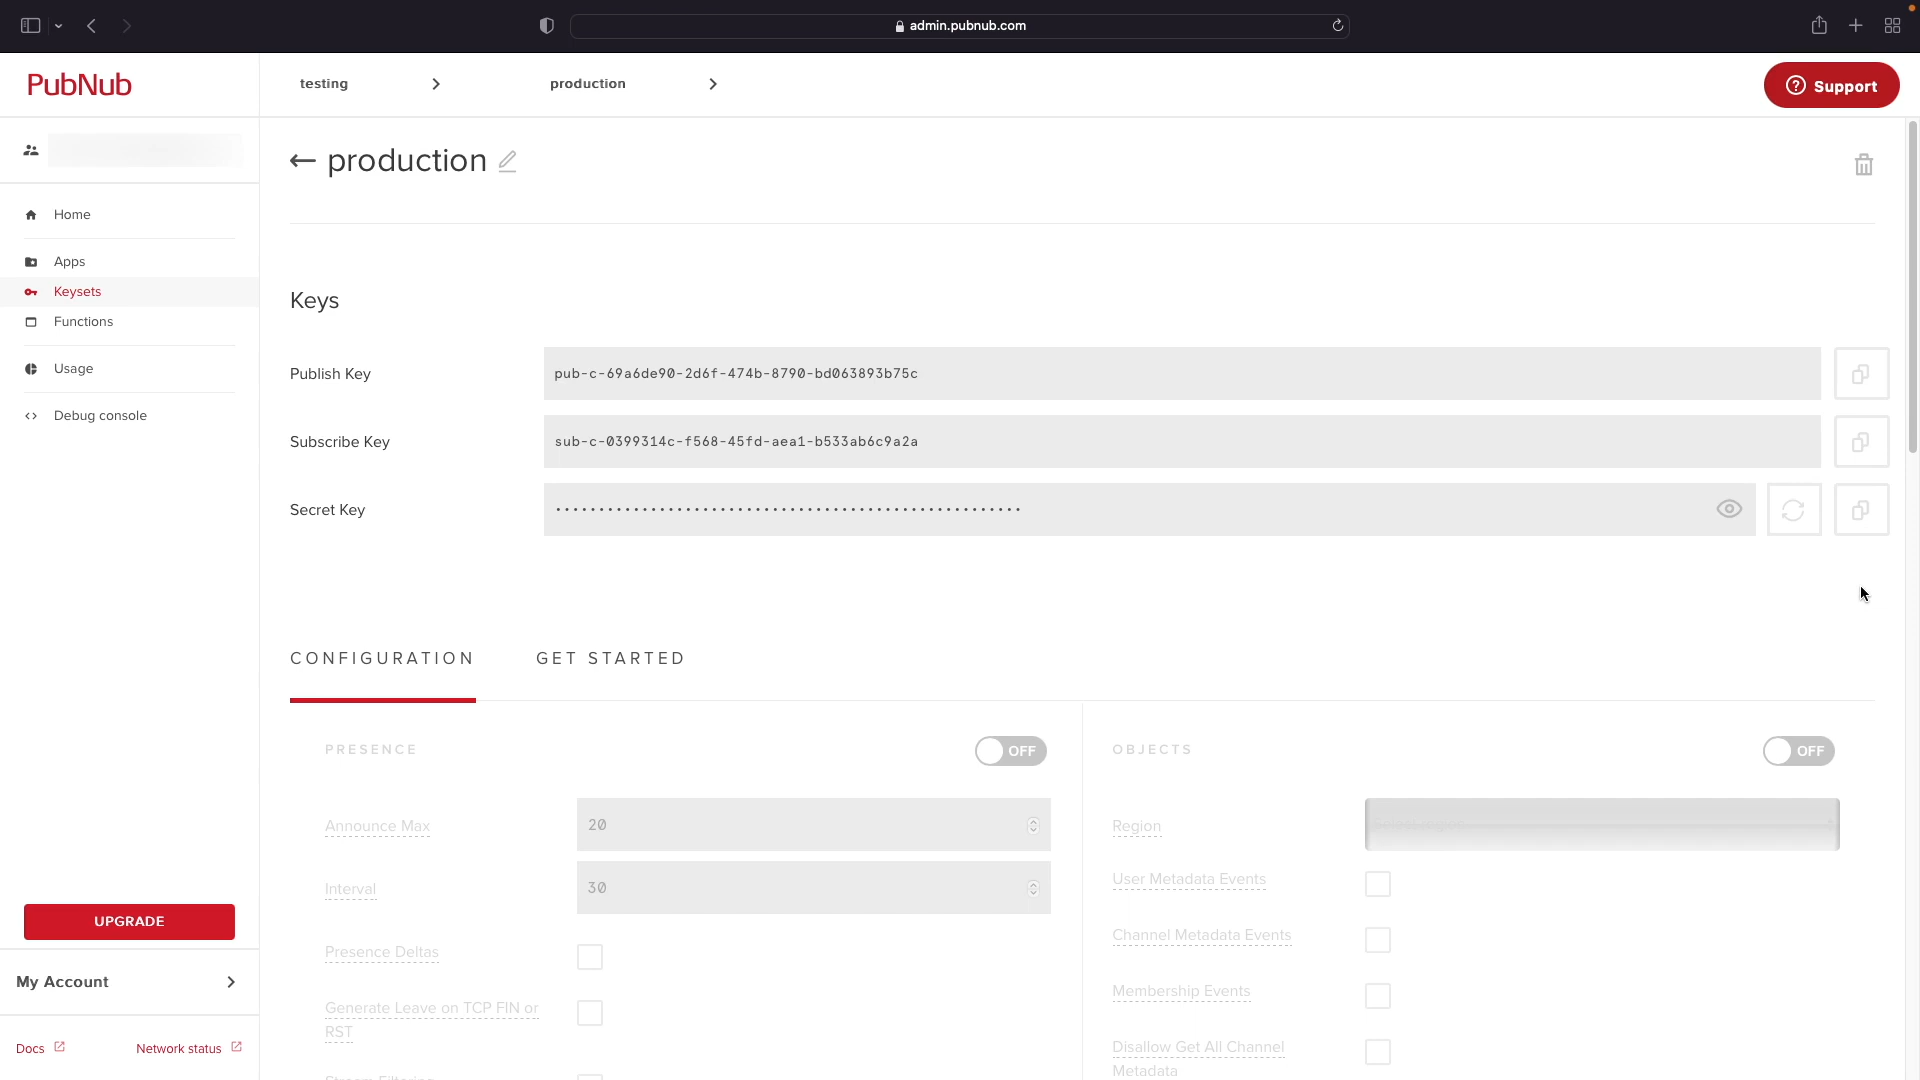 admin.pubnub.com
PubNub
testing
production
Support
production
Home
Apps
Keysets
Functions
Usage
Debug console
Keys
Publish Key
pub-c-69a6de90-2d6f-474b-8790-bd063893b75c
Subscribe Key
sub-c-0399314c-f568-45fd-aea1-b533ab6c9a2a
Secret Key
CONFIGURATION
GET STARTED
PRESENCE
OFF
Announce Max
20
Interval
30
Presence Deltas
Generate Leave on TCP FIN or
RST
Stream Filtering
OBJECTS
OFF
Region
User Metadata Events
Channel Metadata Events
Membership Events
Disallow Get All Channel
Metadata
UPGRADE
My Account
Docs
Network status